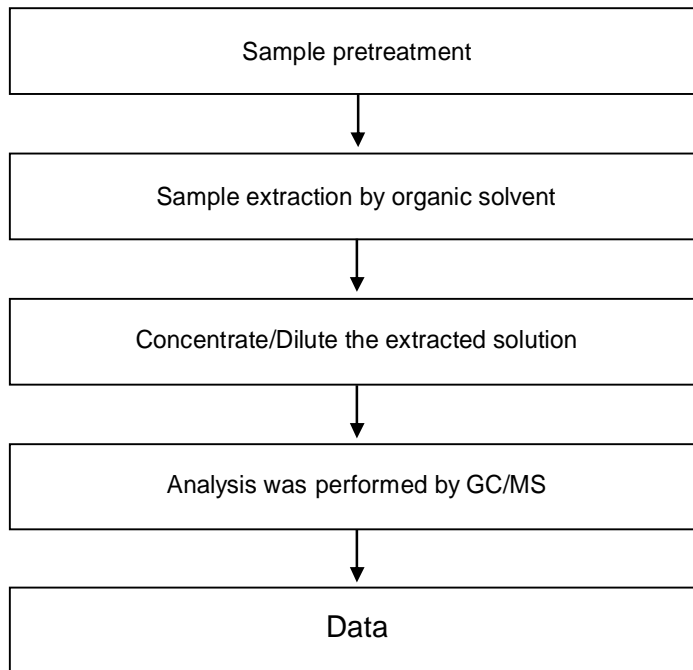 Sample pretreatment
Sample extraction by organic solvent
Concentrate/Dilute the extracted solution
Analysis was performed by GC/MS
Data